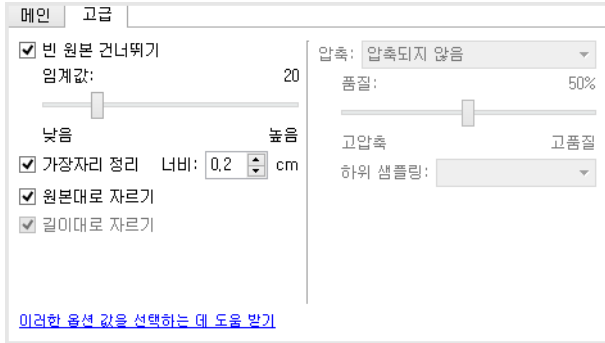 메인 고급
빈 원본 건너뛰기
임계값: 20
낮음 높음
가장자리 정리 너비: 0,2 cm
원본대로 자르기
길이대로 자르기
압축: 압축되지 않음
품질: 50%
고압축 고품질
하위 샘플링:
이러한 옵션 값을 선택하는 데 도움 받기